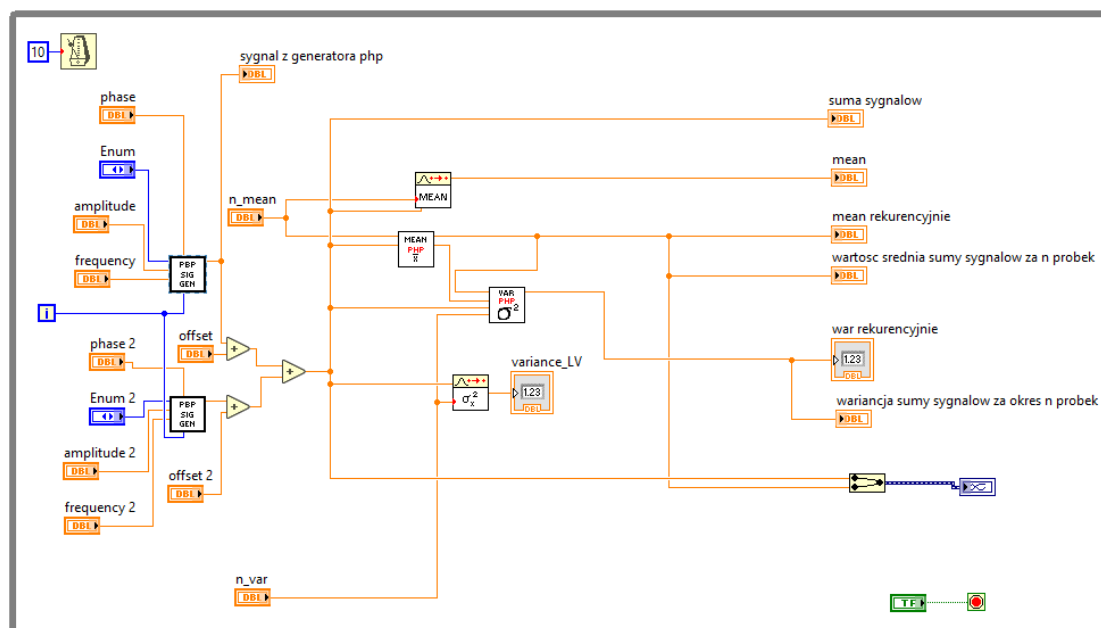 10
sygnal z generatora php
DBL
phase
DBL
suma sygnalow
DBL
Enum
mean
DBL
n_mean
DBL
MEAN
amplitude
DBL
mean rekurencyjnie
DBL
MEAN
PHP
x
frequency
DBL
PBP
SIG
GEN
wartosc srednia sumy sygnalow za n probek
DBL
VAR
PHP
σ2
i
offset
DBL
+
war rekurencyjnie
1.23
DBL
phase 2
DBL
+
variance_LV
1.23
DBL
σx2
Enum 2
PBP
SIG
GEN
+
wariancja sumy sygnalow za okres n probek
DBL
amplitude 2
DBL
offset 2
DBL
frequency 2
DBL
n_var
DBL
TF